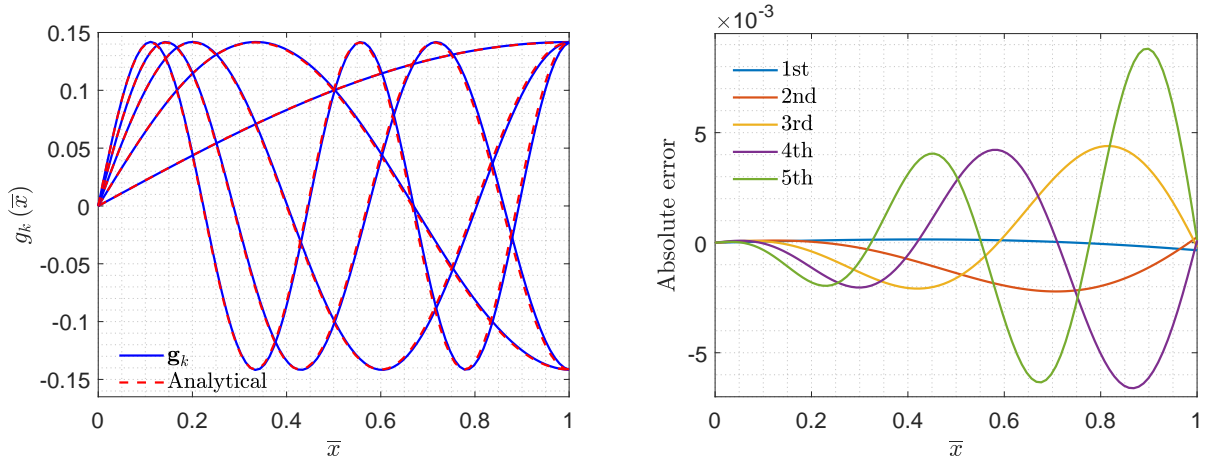 0.15
0.1
0.05
0
-0.05
-0.1
-0.15
g_k (x̅)
g_k
Analytical
0 0.2 0.4 0.6 0.8 1
x̅
×10⁻³
5
0
-5
Absolute error
1st
2nd
3rd
4th
5th
0 0.2 0.4 0.6 0.8 1
x̅